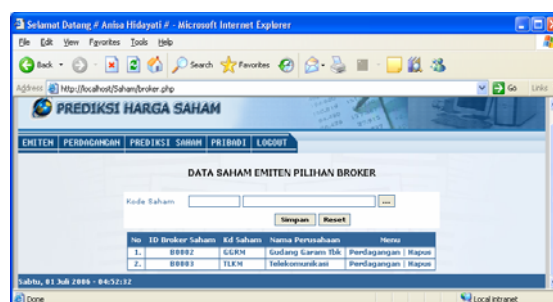 Selamat Datang # Anisa Hidayati # - Microsoft Internet Explorer
File Edit View Favorites Tools Help
Back Search Favorites
Address http://localhost/Saham/broker.php Go Links
PREDIKSI HARGA SAHAM
EMITEN PERDAGANGAN PREDIKSI SAHAM PRIBADI LOGOUT
DATA SAHAM EMITEN PILIHAN BROKER
Kode Saham ...
Simpan Reset
No ID Broker Saham Kd Saham Nama Perusahaan Menu
1. B0002 GGRM Gudang Garam Tbk Perdagangan | Hapus
2. B0003 TLKM Telekomunikasi Perdagangan | Hapus
Sabtu, 01 Juli 2006 - 04:52:32
Done Local intranet